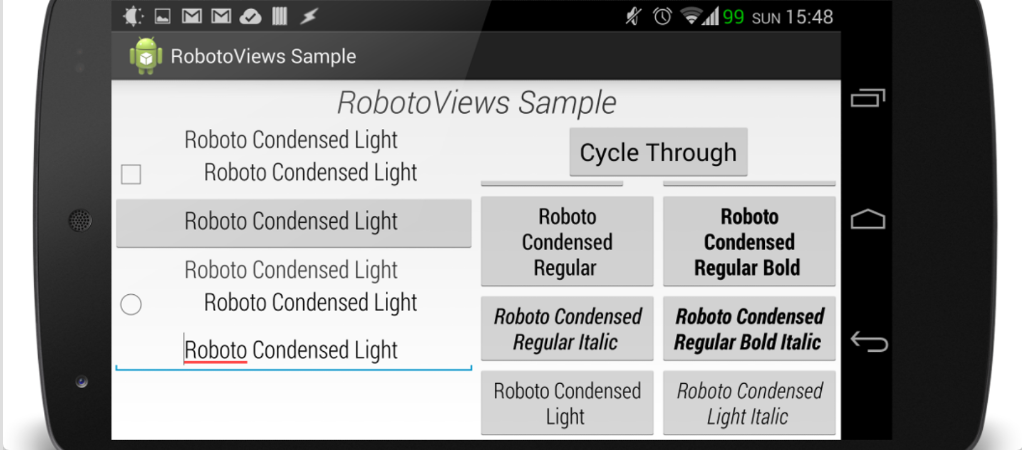 99 SUN 15:48
RobotoViews Sample
RobotoViews Sample
Roboto Condensed Light
Roboto Condensed Light
Roboto Condensed Light
Roboto Condensed Light
Roboto Condensed Light
Roboto Condensed Light
Cycle Through
Roboto
Condensed
Regular
Roboto
Condensed
Regular Bold
Roboto Condensed
Regular Italic
Roboto Condensed
Regular Bold Italic
Roboto Condensed
Light
Roboto Condensed
Light Italic